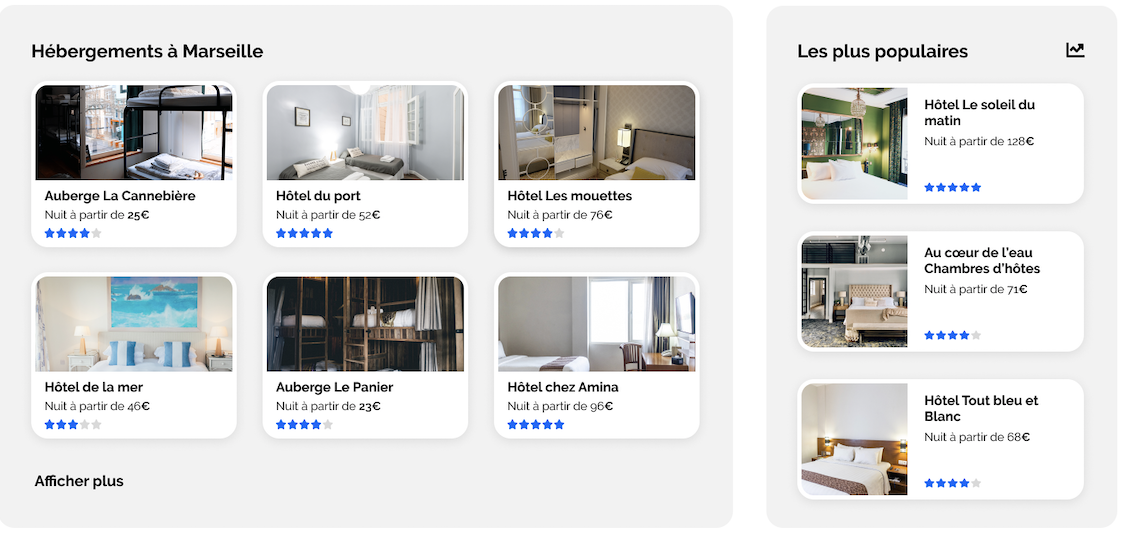 Hébergements à Marseille
Auberge La Cannebière
Nuit à partir de 25€
Hôtel du port
Nuit à partir de 52€
Hôtel Les mouettes
Nuit à partir de 76€
Hôtel de la mer
Nuit à partir de 46€
Auberge Le Panier
Nuit à partir de 23€
Hôtel chez Amina
Nuit à partir de 96€
Afficher plus
Les plus populaires
Hôtel Le soleil du
matin
Nuit à partir de 128€
Au cœur de l'eau
Chambres d'hôtes
Nuit à partir de 71€
Hôtel Tout bleu et
Blanc
Nuit à partir de 68€